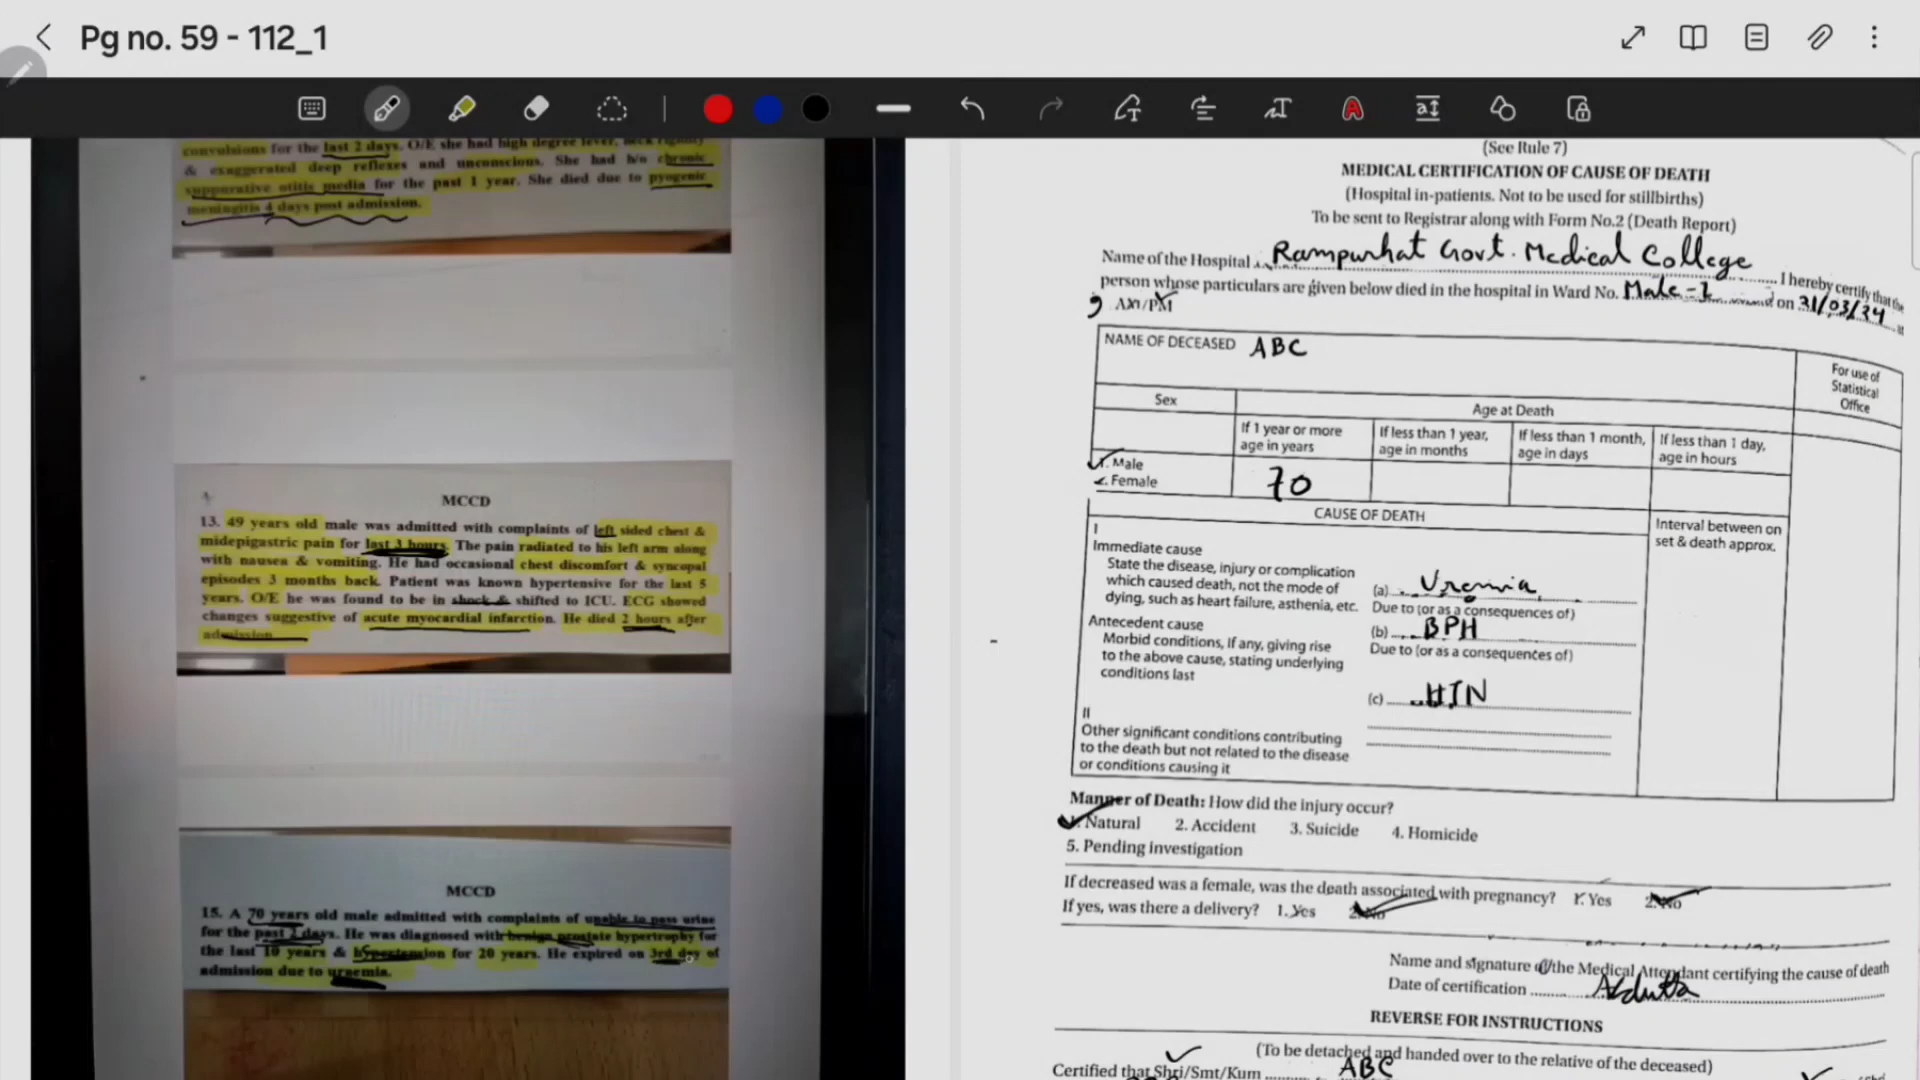 Pg no. 59 - 112_1
convulsions for the last 2 days. O/E she had high degree fever, neck rigidity
& exaggerated deep reflexes and unconscious. She had h/o chronic
suppurative otitis media for the past 1 year. She died due to pyogenic
meningitis 4 days post admission.
MCCD
13. 49 years old male was admitted with complaints of left sided chest &
midepigastric pain for last 3 hours. The pain radiated to his left arm along
with nausea & vomiting. He had occasional chest discomfort & syncopal
episodes 3 months back. Patient was known hypertensive for the last 5
years. O/E he was found to be in shock & shifted to ICU. ECG showed
changes suggestive of acute myocardial infarction. He died 2 hours after
admission
MCCD
15. A 70 years old male admitted with complaints of unable to pass urine
for the past 2 days. He was diagnosed with benign prostate hypertrophy for
the last 10 years & hypertension for 20 years. He expired on 3rd day of
admission due to uraemia.
(See Rule 7)
MEDICAL CERTIFICATION OF CAUSE OF DEATH
(Hospital in-patients. Not to be used for stillbirths)
To be sent to Registrar along with Form No.2 (Death Report)
Name of the Hospital Rampurhat Govt. Medical College I hereby certify that the
person whose particulars are given below died in the hospital in Ward No. Male-2 on 31/03/24 at
9 AM/PM
NAME OF DECEASED ABC
For use of
Statistical
Office
Sex
Age at Death
If 1 year or more
age in years
If less than 1 year,
age in months
If less than 1 month,
age in days
If less than 1 day,
age in hours
1. Male
2. Female
70
CAUSE OF DEATH
Interval between on
set & death approx.
I
Immediate cause
State the disease, injury or complication
which caused death, not the mode of
dying, such as heart failure, asthenia, etc.
(a) Uremia
Due to (or as a consequences of)
Antecedent cause
Morbid conditions, if any, giving rise
to the above cause, stating underlying
conditions last
(b) BPH
Due to (or as a consequences of)
(c) HTN
II
Other significant conditions contributing
to the death but not related to the disease
or conditions causing it
Manner of Death: How did the injury occur?
1. Natural 2. Accident 3. Suicide 4. Homicide
5. Pending investigation
If decreased was a female, was the death associated with pregnancy? 1. Yes 2. No
If yes, was there a delivery? 1. Yes 2. No
Name and signature of the Medical Attendant certifying the cause of death
Date of certification
REVERSE FOR INSTRUCTIONS
(To be detached and handed over to the relative of the deceased)
Certified that Shri/Smt/Kum ABC